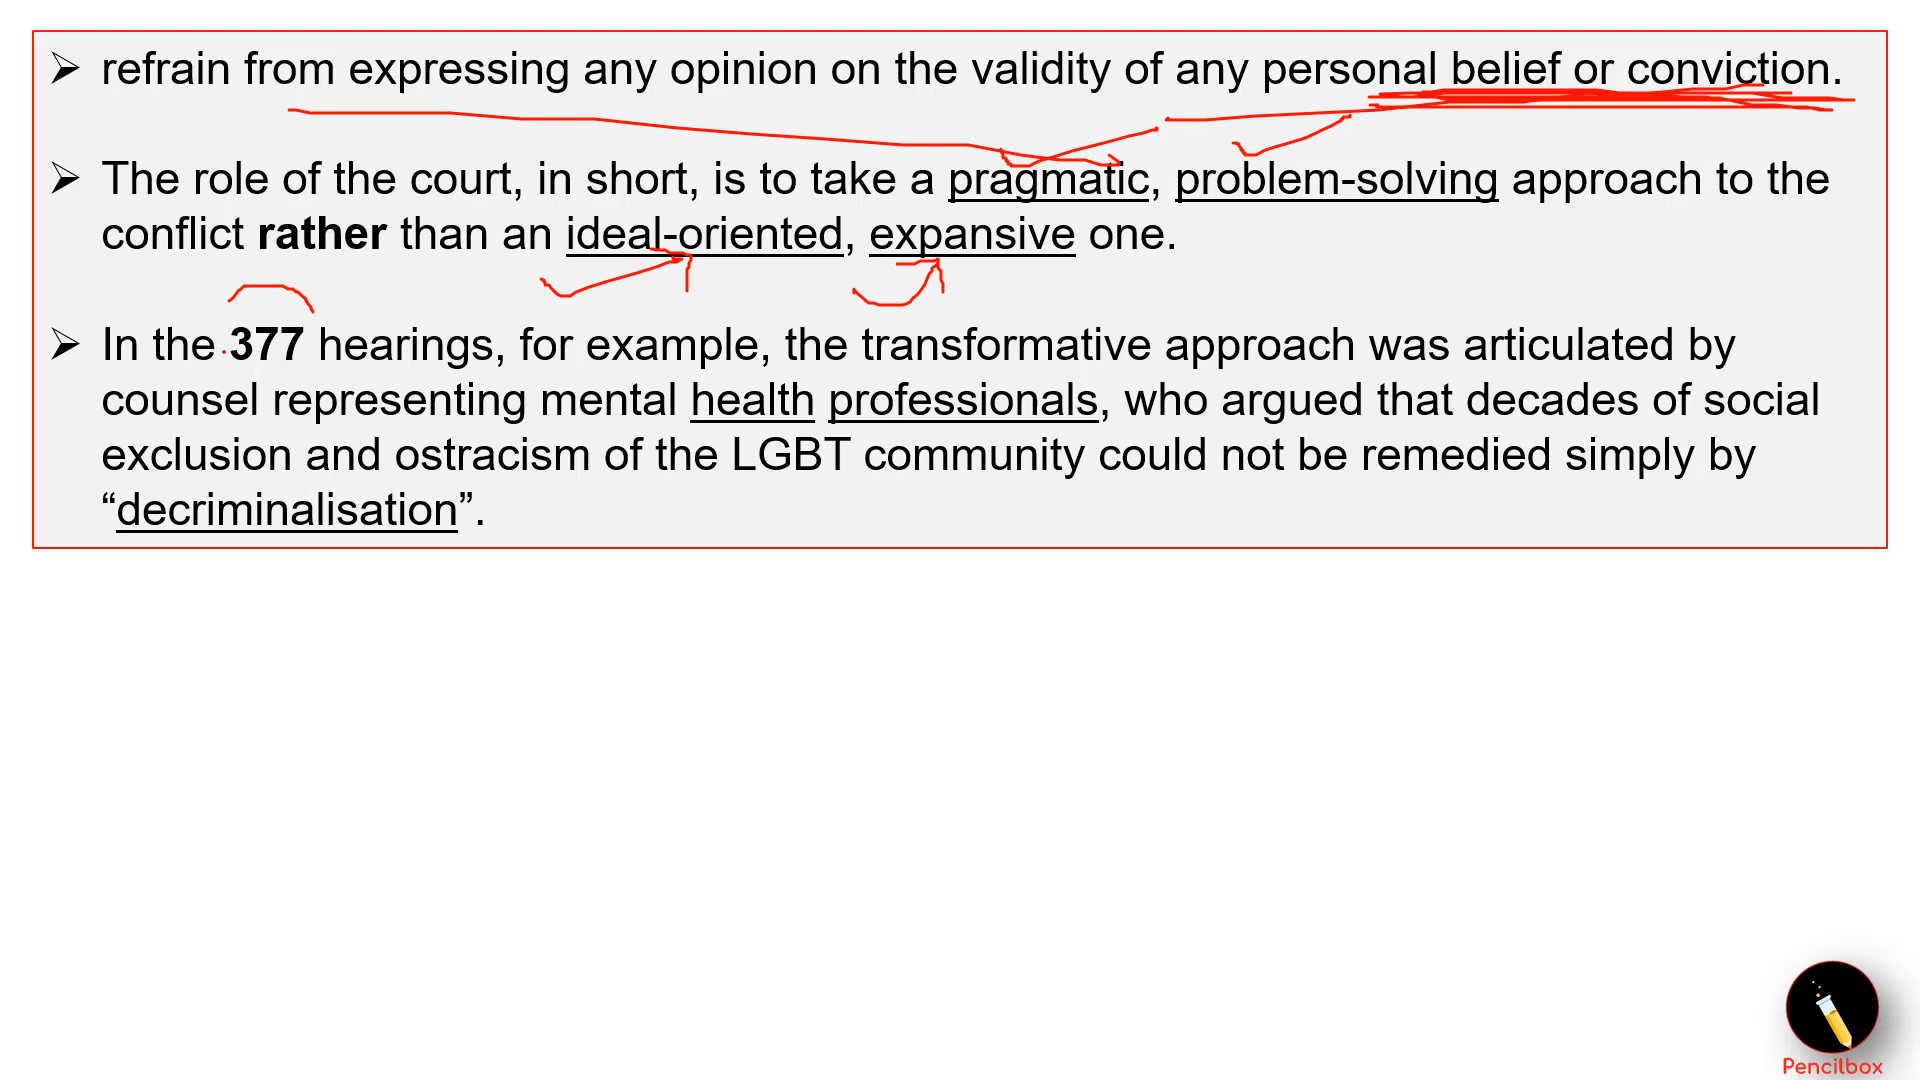 refrain from expressing any opinion on the validity of any personal belief or conviction.
The role of the court, in short, is to take a pragmatic, problem-solving approach to the
conflict rather than an ideal-oriented, expansive one.
In the 377 hearings, for example, the transformative approach was articulated by
counsel representing mental health professionals, who argued that decades of social
exclusion and ostracism of the LGBT community could not be remedied simply by
“decriminalisation”.
Pencilbox